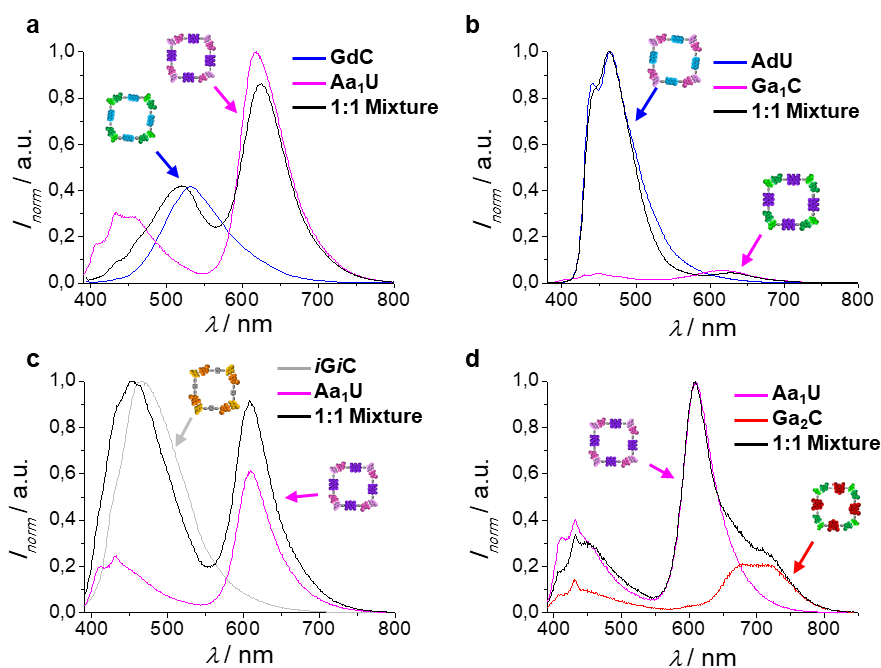 a
1,0
0,8
0,6
0,4
0,2
0,0
I_norm / a.u.
400 500 600 700 800
λ / nm
GdC
Aa₁U
1:1 Mixture
b
1,0
0,8
0,6
0,4
0,2
0,0
I_norm / a.u.
400 500 600 700 800
λ / nm
AdU
Ga₁C
1:1 Mixture
c
1,0
0,8
0,6
0,4
0,2
0,0
I_norm / a.u.
400 500 600 700 800
λ / nm
iGiC
Aa₁U
1:1 Mixture
d
1,0
0,8
0,6
0,4
0,2
0,0
I_norm / a.u.
400 500 600 700 800
λ / nm
Aa₁U
Ga₂C
1:1 Mixture